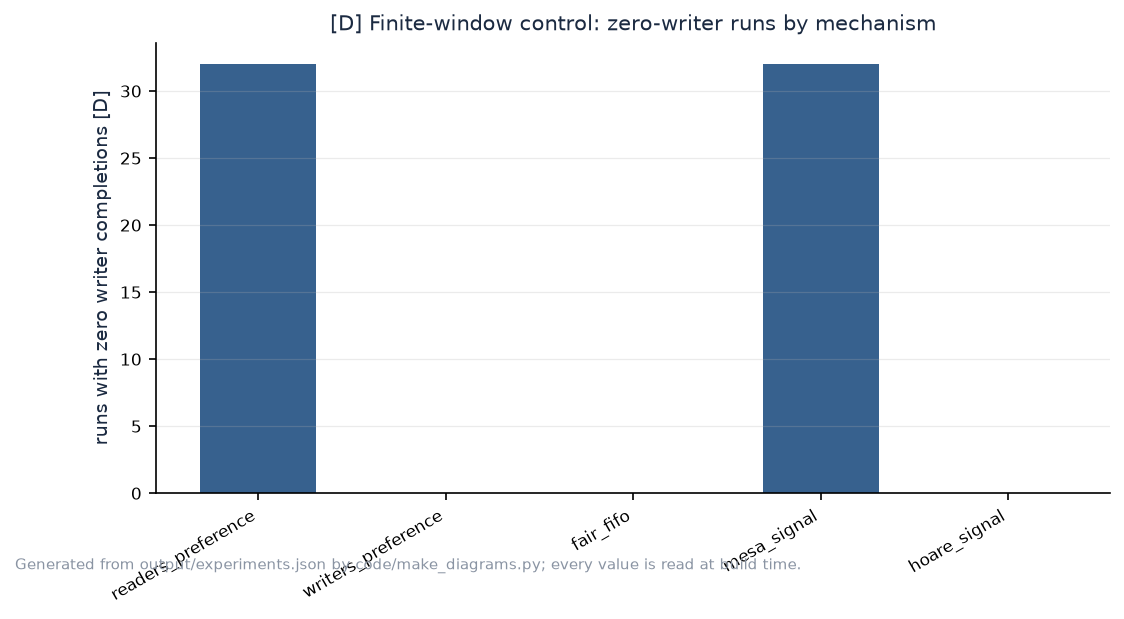 [D] Finite-window control: zero-writer runs by mechanism
runs with zero writer completions [D]
30
25
20
15
10
5
0
readers_preference
writers_preference
fair_fifo
mesa_signal
hoare_signal
Generated from output/experiments.json by code/make_diagrams.py; every value is read at build time.